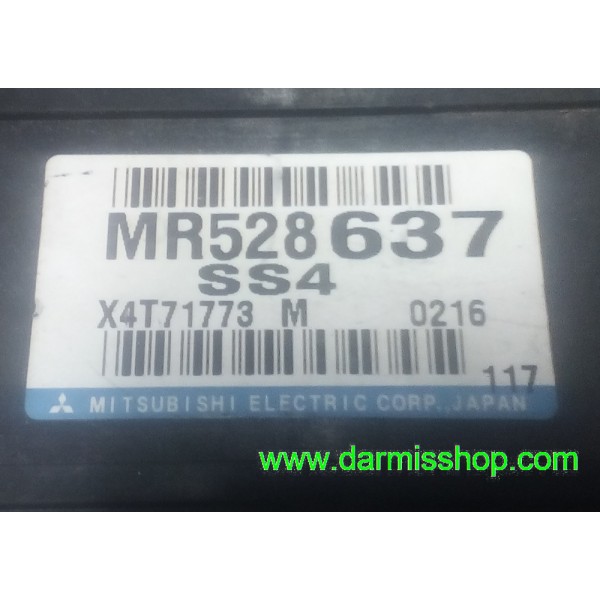 MR528637
SS4
X4T71773 M 0216
117
MITSUBISHI ELECTRIC CORP., JAPAN
www.darmisshop.com